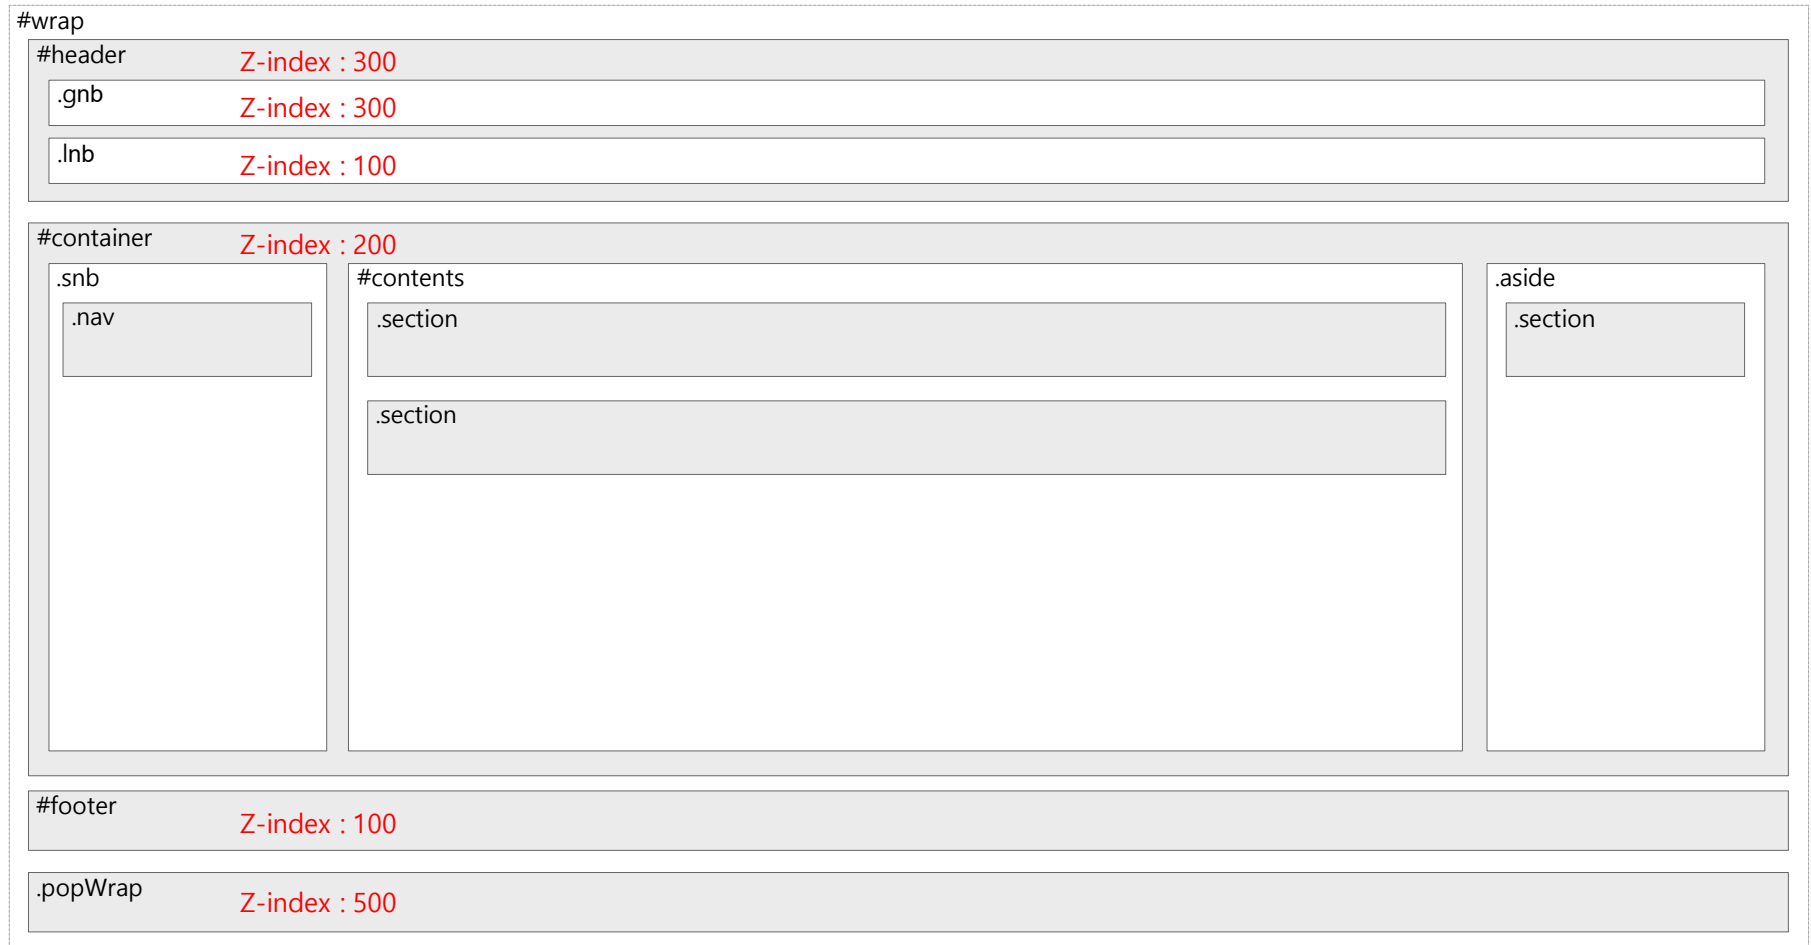 #wrap
#header
Z-index : 300
.gnb
Z-index : 300
.lnb
Z-index : 100
#container
Z-index : 200
.snb
#contents
.aside
.nav
.section
.section
.section
#footer
Z-index : 100
.popWrap
Z-index : 500